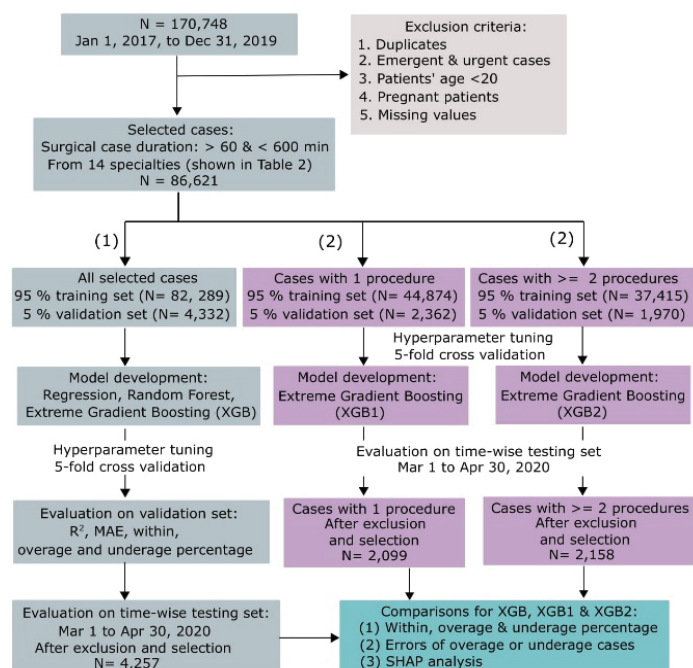 N = 170,748
Jan 1, 2017, to Dec 31, 2019
Exclusion criteria:
1. Duplicates
2. Emergent & urgent cases
3. Patients' age <20
4. Pregnant patients
5. Missing values
Selected cases:
Surgical case duration: > 60 & < 600 min
From 14 specialties (shown in Table 2)
N = 86,621
(1)
(2)
(2)
All selected cases
95 % training set (N= 82, 289)
5 % validation set (N= 4,332)
Cases with 1 procedure
95 % training set (N= 44,874)
5 % validation set (N= 2,362)
Cases with >= 2 procedures
95 % training set (N= 37,415)
5 % validation set (N= 1,970)
Hyperparameter tuning
5-fold cross validation
Model development:
Regression, Random Forest,
Extreme Gradient Boosting (XGB)
Model development:
Extreme Gradient Boosting
(XGB1)
Model development:
Extreme Gradient Boosting
(XGB2)
Hyperparameter tuning
5-fold cross validation
Evaluation on time-wise testing set
Mar 1 to Apr 30, 2020
Evaluation on validation set:
R², MAE, within,
overage and underage percentage
Cases with 1 procedure
After exclusion
and selection
N= 2,099
Cases with >= 2 procedures
After exclusion
and selection
N= 2,158
Evaluation on time-wise testing set:
Mar 1 to Apr 30, 2020
After exclusion and selection
N= 4,257
Comparisons for XGB, XGB1 & XGB2:
(1) Within, overage & underage percentage
(2) Errors of overage or underage cases
(3) SHAP analysis